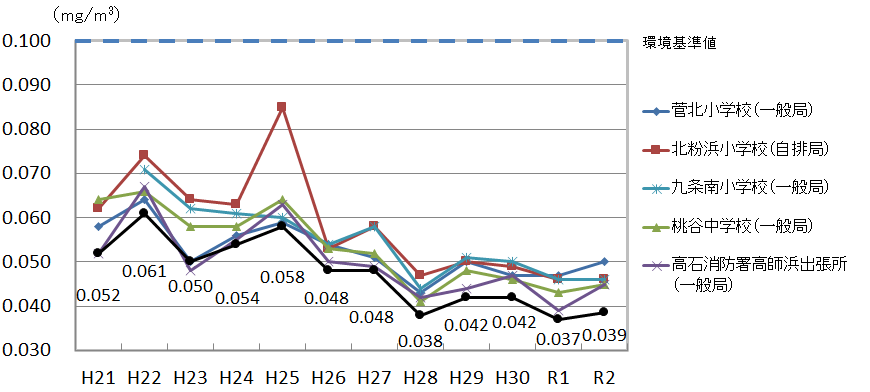 (mg/m³)
0.100
環境基準値
0.090
0.080
0.070
0.060
0.050
0.040
0.030
菅北小学校(一般局)
北粉浜小学校(自排局)
九条南小学校(一般局)
桃谷中学校(一般局)
高石消防署高師浜出張所
(一般局)
0.052
0.061
0.050
0.054
0.058
0.048
0.048
0.038
0.042
0.042
0.037
0.039
H21 H22 H23 H24 H25 H26 H27 H28 H29 H30 R1 R2